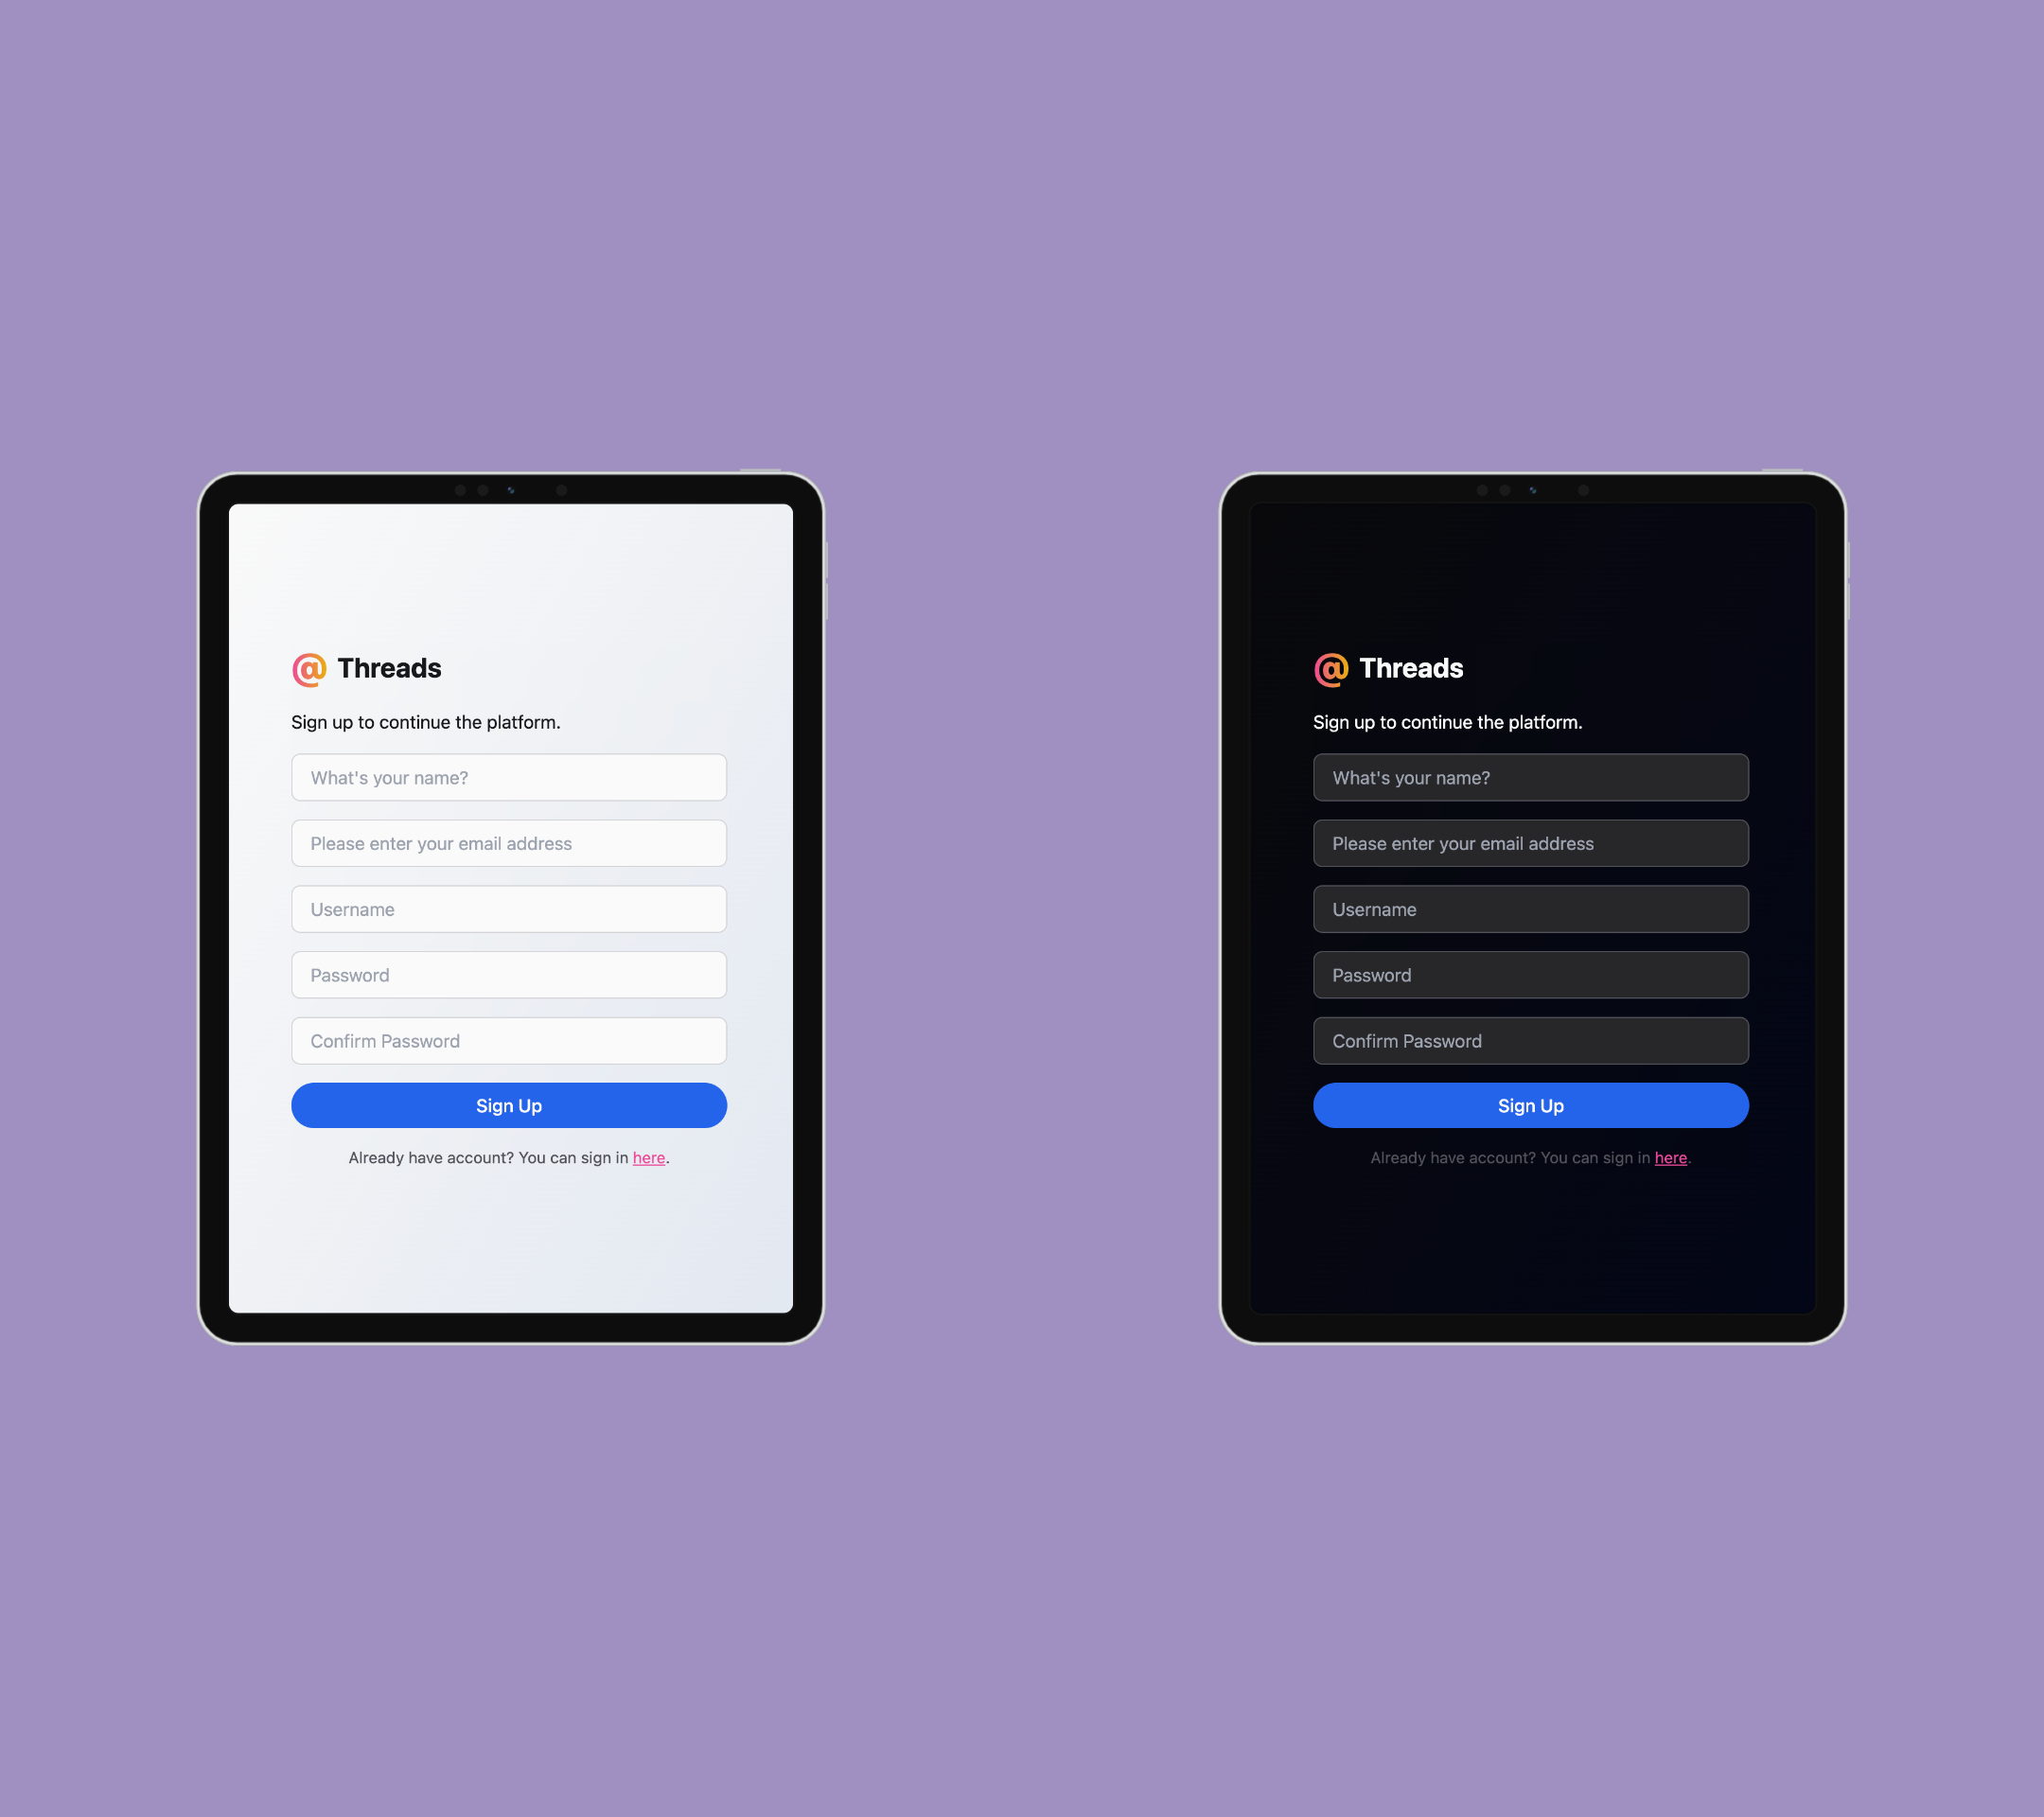 @ Threads
Sign up to continue the platform.
What's your name?
Please enter your email address
Username
Password
Confirm Password
Sign Up
Already have account? You can sign in here.
@ Threads
Sign up to continue the platform.
What's your name?
Please enter your email address
Username
Password
Confirm Password
Sign Up
Already have account? You can sign in here.